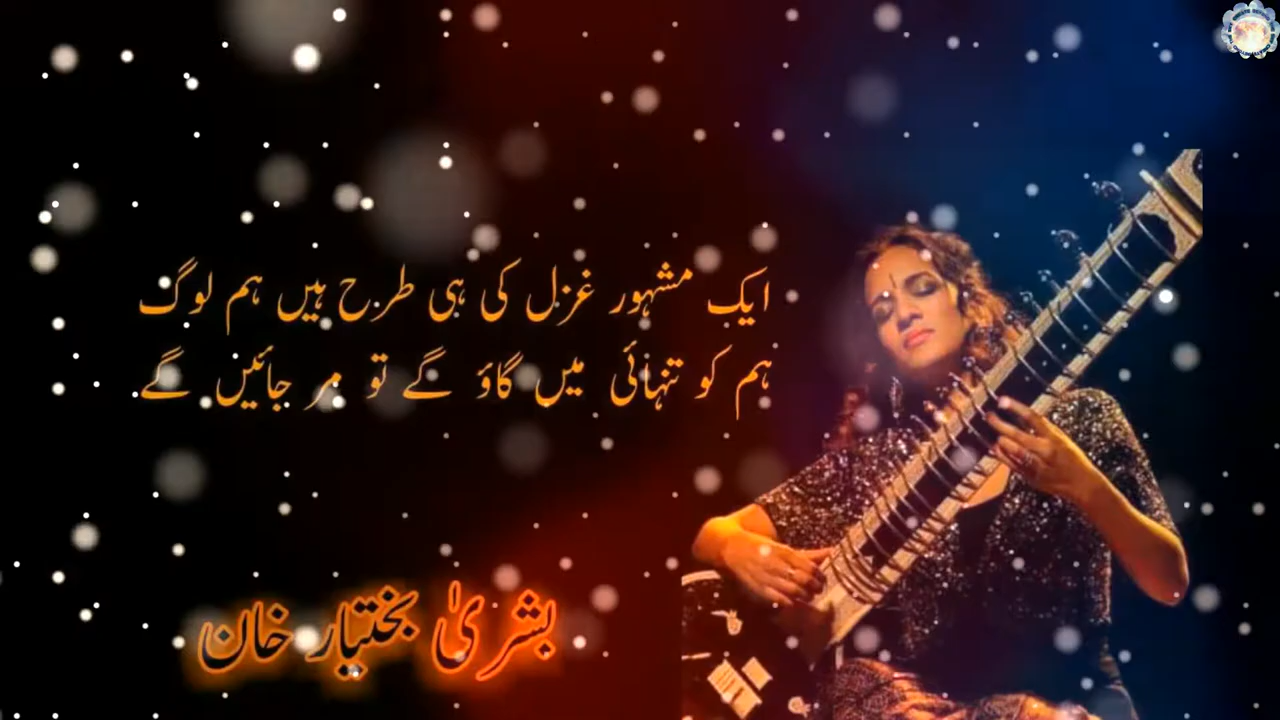 ایک مشہور غزل کی ہی طرح ہیں ہم لوگ
ہم کو تنہائی میں گاؤ گے تو مر جائیں گے
بشریٰ بختیار خان